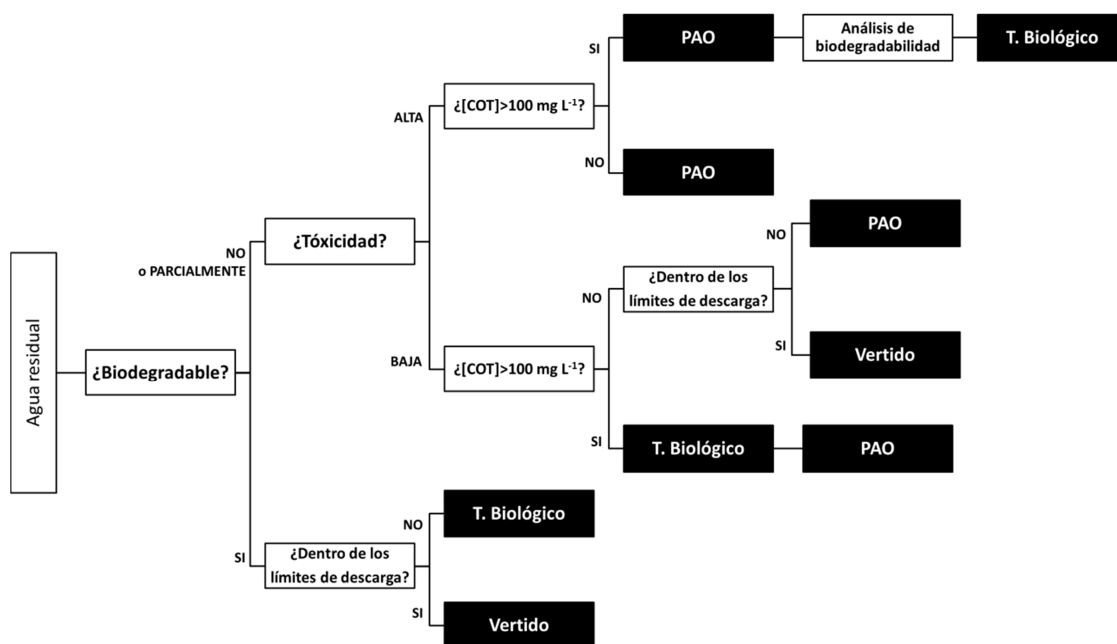 Agua residual
¿Biodegradable?
NO
o PARCIALMENTE
¿Tóxicidad?
ALTA
¿[COT]>100 mg L⁻¹?
SI
PAO
Análisis de
biodegradabilidad
T. Biológico
NO
PAO
BAJA
¿[COT]>100 mg L⁻¹?
NO
¿Dentro de los
límites de descarga?
NO
PAO
SI
Vertido
SI
T. Biológico
PAO
SI
¿Dentro de los
límites de descarga?
NO
T. Biológico
SI
Vertido